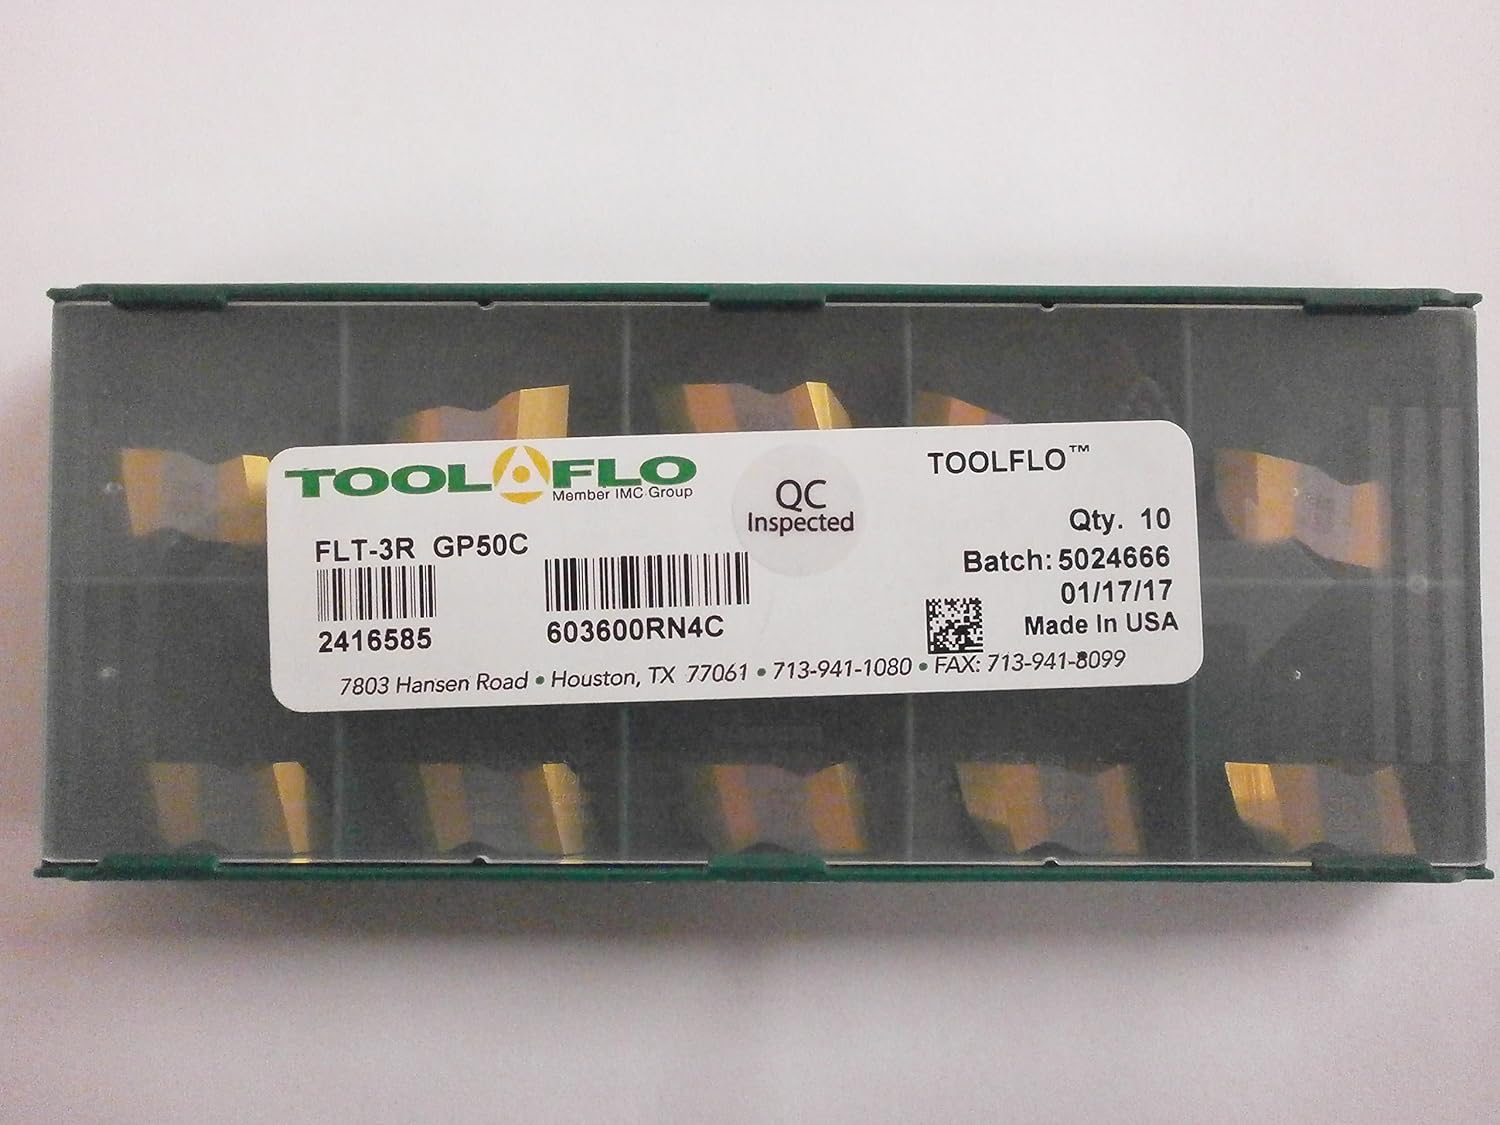 TOOLFLO
Member IMC Group
QC
Inspected
TOOLFLO™
FLT-3R GP50C
2416585
603600RN4C
Qty. 10
Batch: 5024666
01/17/17
Made In USA
7803 Hansen Road • Houston, TX 77061 • 713-941-1080 • FAX: 713-941-8099